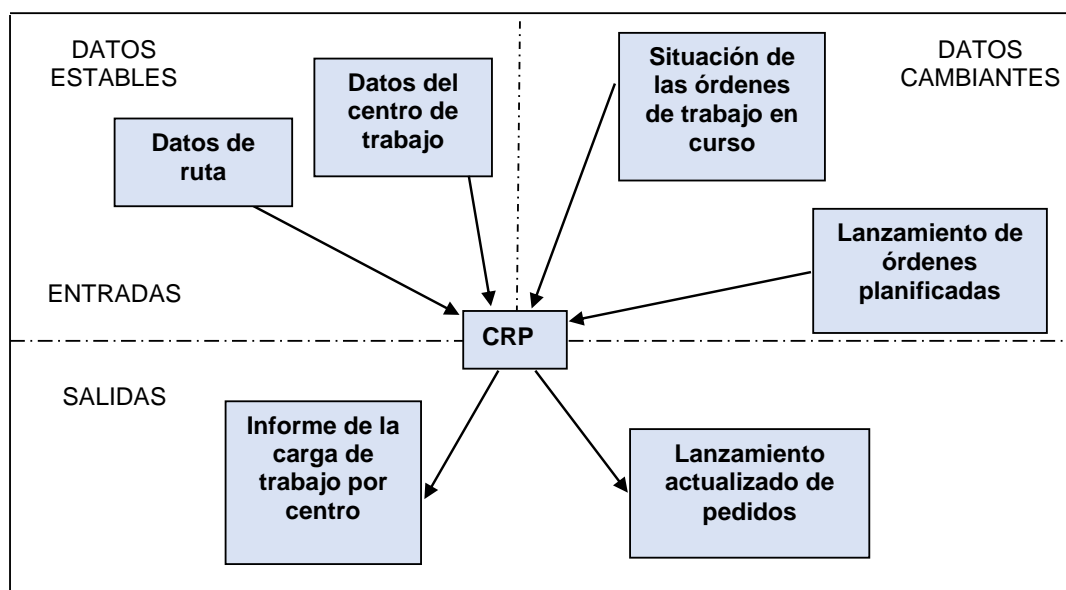 DATOS
ESTABLES
Datos de
ruta
Datos del
centro de
trabajo
Situación de
las órdenes
de trabajo en
curso
DATOS
CAMBIANTES
Lanzamiento de
órdenes
planificadas
ENTRADAS
CRP
SALIDAS
Informe de la
carga de
trabajo por
centro
Lanzamiento
actualizado de
pedidos